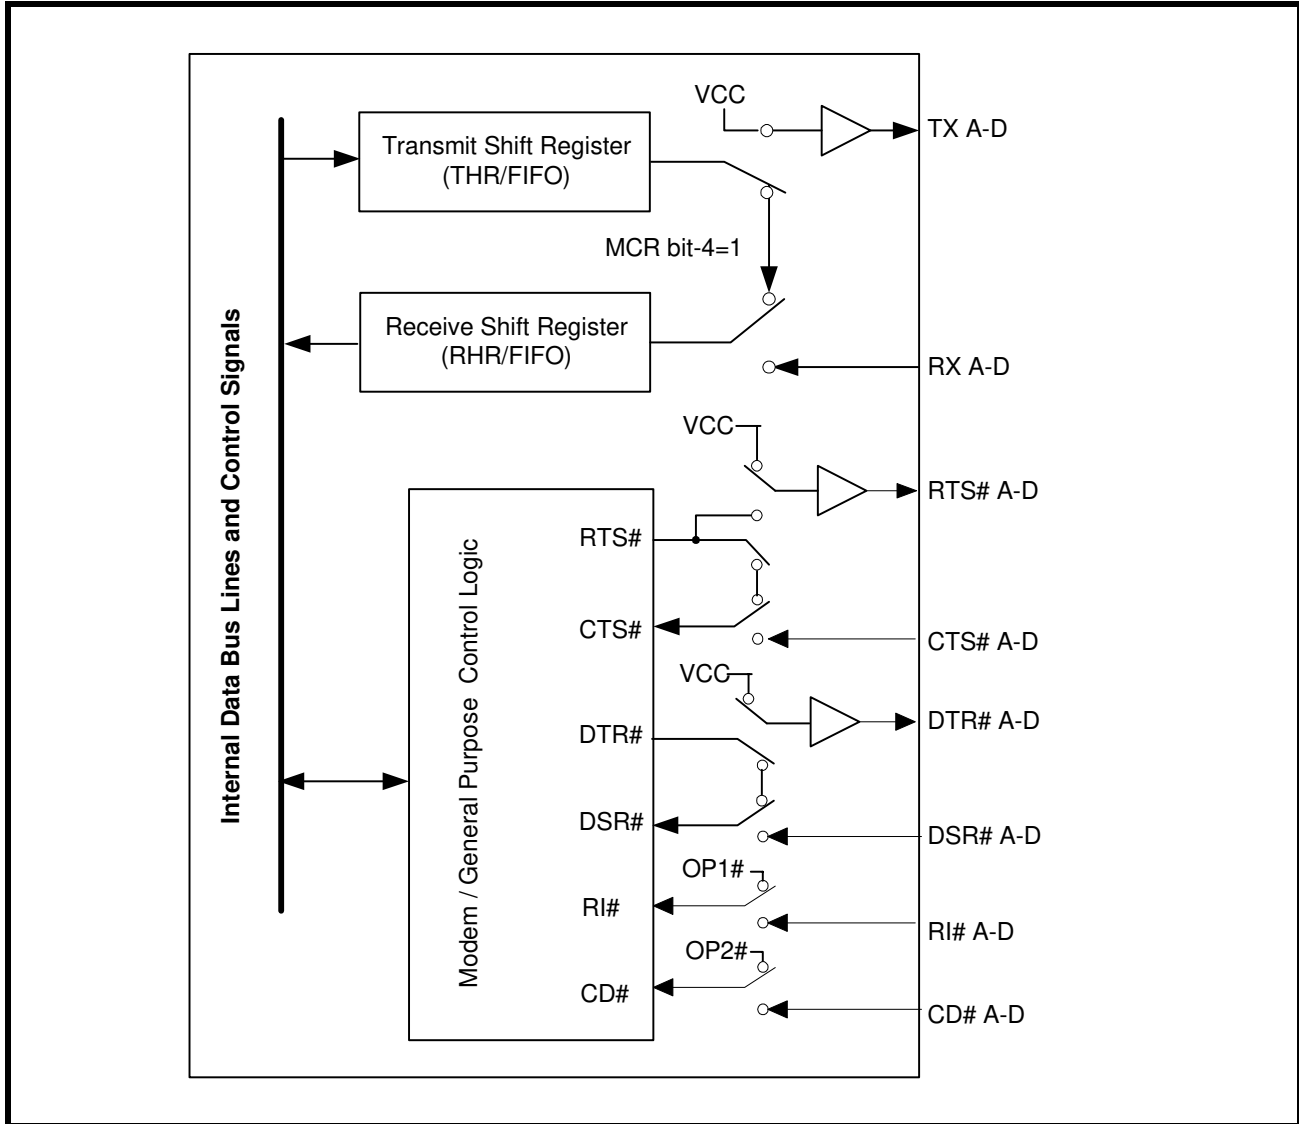 VCC
TX A-D
Transmit Shift Register
(THR/FIFO)
MCR bit-4=1
Receive Shift Register
(RHR/FIFO)
RX A-D
Internal Data Bus Lines and Control Signals
VCC
RTS# A-D
Modem / General Purpose Control Logic
RTS#
CTS#
CTS# A-D
VCC
DTR# A-D
DTR#
DSR#
DSR# A-D
OP1#
RI#
RI# A-D
OP2#
CD#
CD# A-D